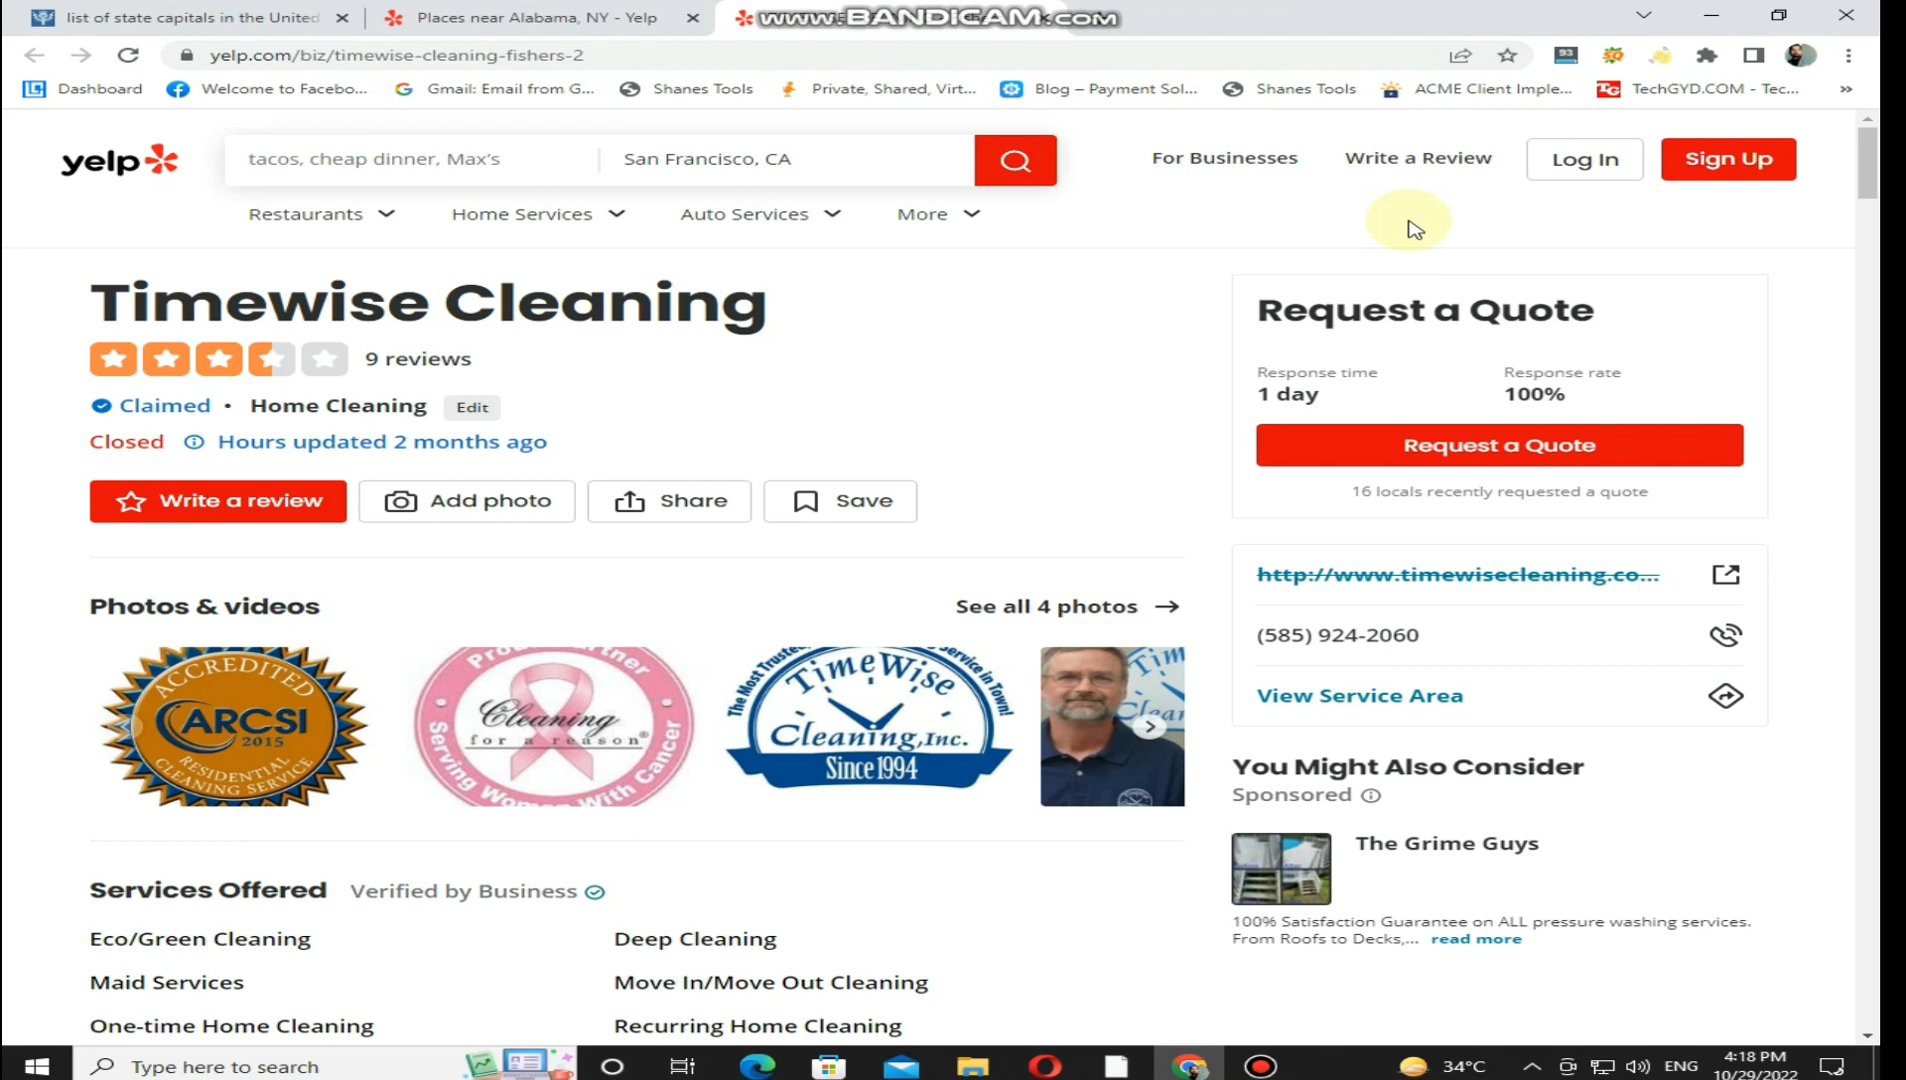 list of state capitals in the United
Places near Alabama, NY - Yelp
www.BANDICAM.com
yelp.com/biz/timewise-cleaning-fishers-2
93
Dashboard
Welcome to Facebo...
Gmail: Email from G...
Shanes Tools
Private, Shared, Virt...
Blog – Payment Sol...
Shanes Tools
ACME Client Imple...
TG
TechGYD.COM - Tec...
»
yelp
tacos, cheap dinner, Max's
San Francisco, CA
For Businesses
Write a Review
Log In
Sign Up
Restaurants
Home Services
Auto Services
More
Timewise Cleaning
9 reviews
Claimed • Home Cleaning Edit
Closed Hours updated 2 months ago
Write a review
Add photo
Share
Save
Request a Quote
Response time
1 day
Response rate
100%
Request a Quote
16 locals recently requested a quote
http://www.timewisecleaning.co...
(585) 924-2060
View Service Area
Photos & videos
See all 4 photos
ACCREDITED
ARCSI
2015
RESIDENTIAL
CLEANING SERVICE
Proud Partner
Cleaning
for a reason®
Serving Women With Cancer
The Most Trusted Service in Town!
TimeWise
Cleaning, Inc.
Since 1994
You Might Also Consider
Sponsored
The Grime Guys
100% Satisfaction Guarantee on ALL pressure washing services.
From Roofs to Decks,... read more
Services Offered Verified by Business
Eco/Green Cleaning
Deep Cleaning
Maid Services
Move In/Move Out Cleaning
One-time Home Cleaning
Recurring Home Cleaning
Type here to search
34°C
ENG
4:18 PM
10/29/2022